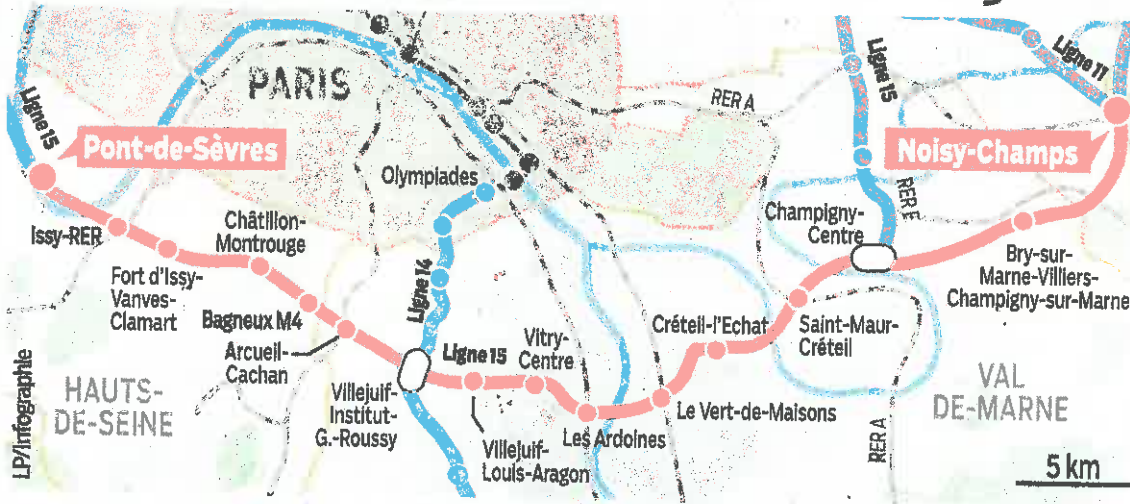 Ligne 15
PARIS
Pont-de-Sèvres
Issy-RER
Fort d'Issy-
Vanves-
Clamart
Châtillon-
Montrouge
Bagneux M4
Arcueil-
Cachan
Olympiades
Ligne 14
Villejuif-
Institut-
G.-Roussy
Ligne 15
Villejuif-
Louis-Aragon
Vitry-
Centre
Les Ardoines
Le Vert-de-Maisons
Créteil-l'Echat
Saint-Maur-
Créteil
Champigny-
Centre
RER A
RER A
RER E
Ligne 15
Ligne 11
Noisy-Champs
Bry-sur-
Marne-Villiers-
Champigny-sur-Marne
HAUTS-
DE-SEINE
VAL
DE-MARNE
LP/Infographie
5 km